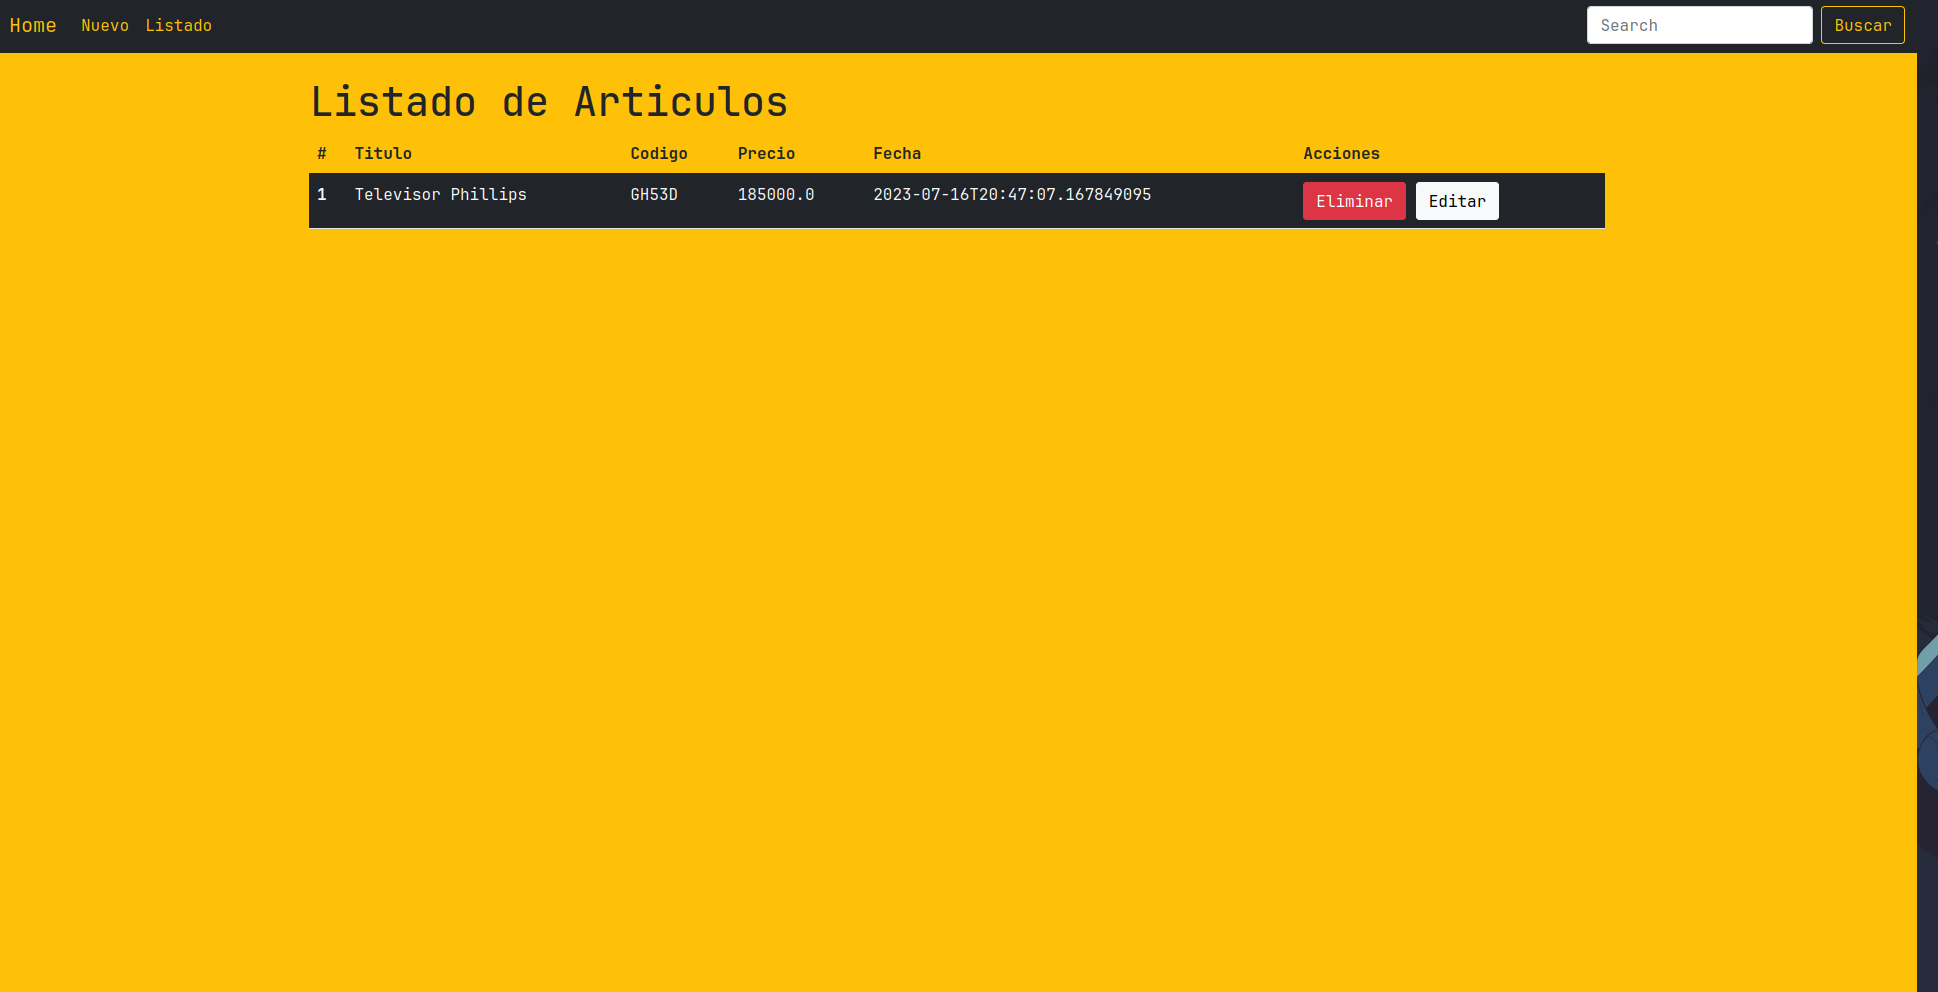 Home Nuevo Listado Search Buscar
Listado de Articulos
# Titulo Codigo Precio Fecha Acciones
1 Televisor Phillips GH53D 185000.0 2023-07-16T20:47:07.167849095 Eliminar Editar